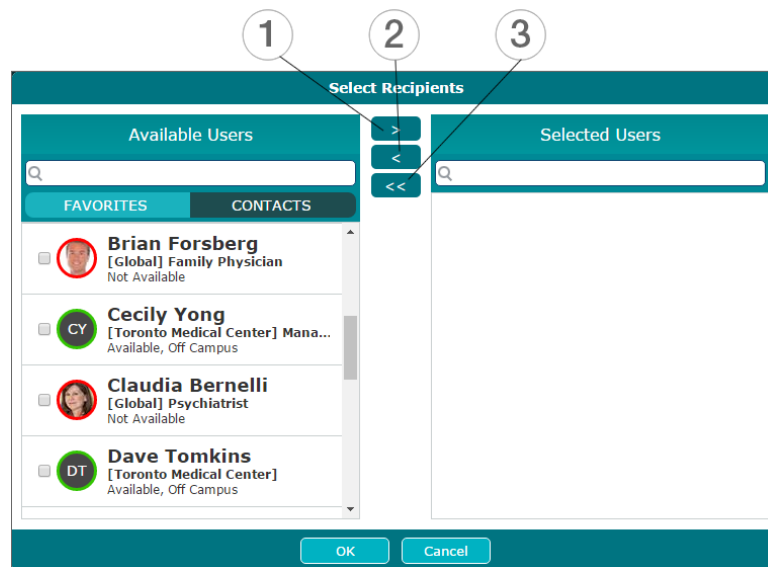 1 2 3
Select Recipients
Available Users
>
<
<<
Selected Users
FAVORITES CONTACTS
Brian Forsberg
[Global] Family Physician
Not Available
CY
Cecily Yong
[Toronto Medical Center] Mana...
Available, Off Campus
Claudia Bernelli
[Global] Psychiatrist
Not Available
DT
Dave Tomkins
[Toronto Medical Center]
Available, Off Campus
OK Cancel